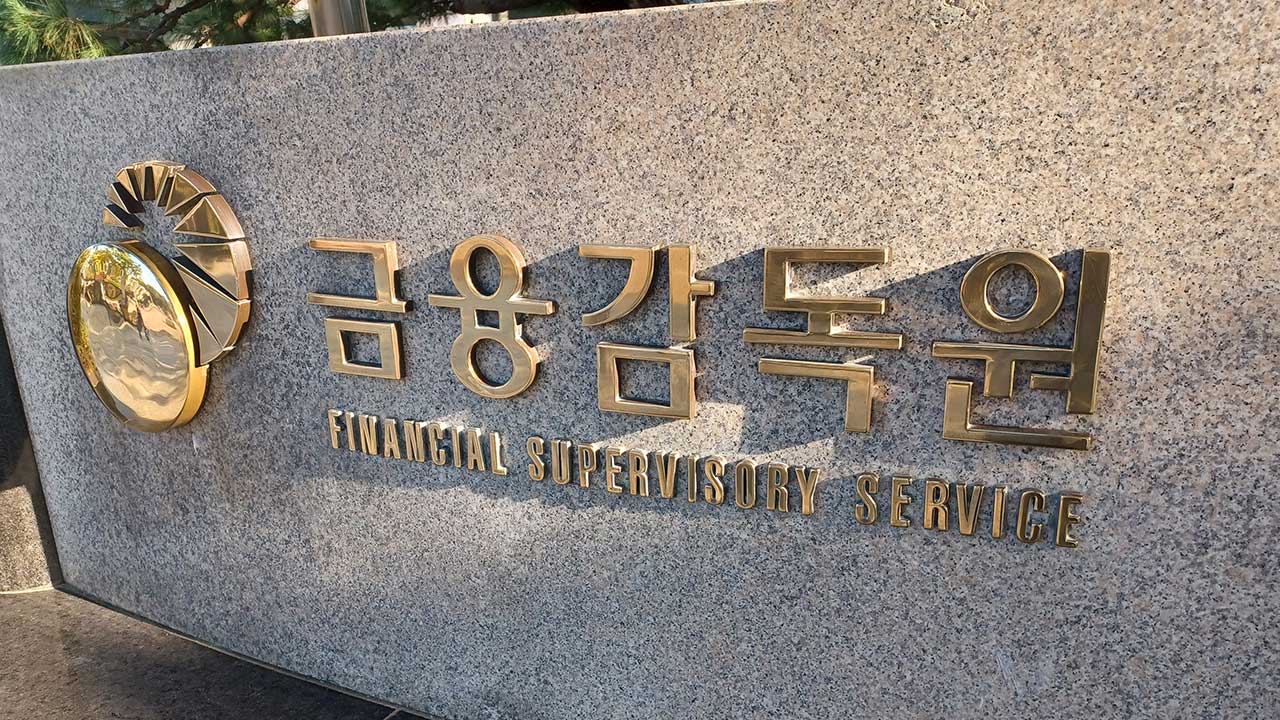 금융감독원
FINANCIAL SUPERVISORY SERVICE